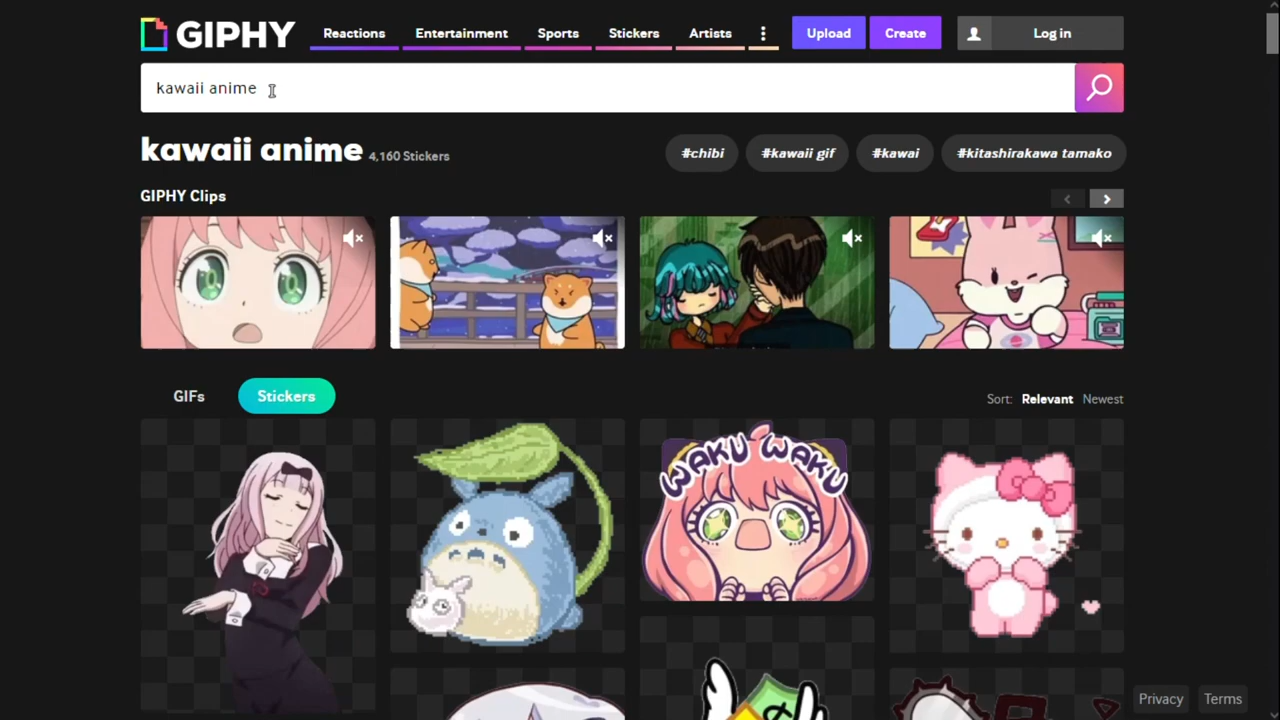 GIPHY
Reactions Entertainment Sports Stickers Artists Upload Create Log in
kawaii anime
kawaii anime 4,160 Stickers #chibi #kawaii gif #kawai #kitashirakawa tamako
GIPHY Clips
GIFs Stickers Sort: Relevant Newest
WAKU WAKU
Privacy Terms